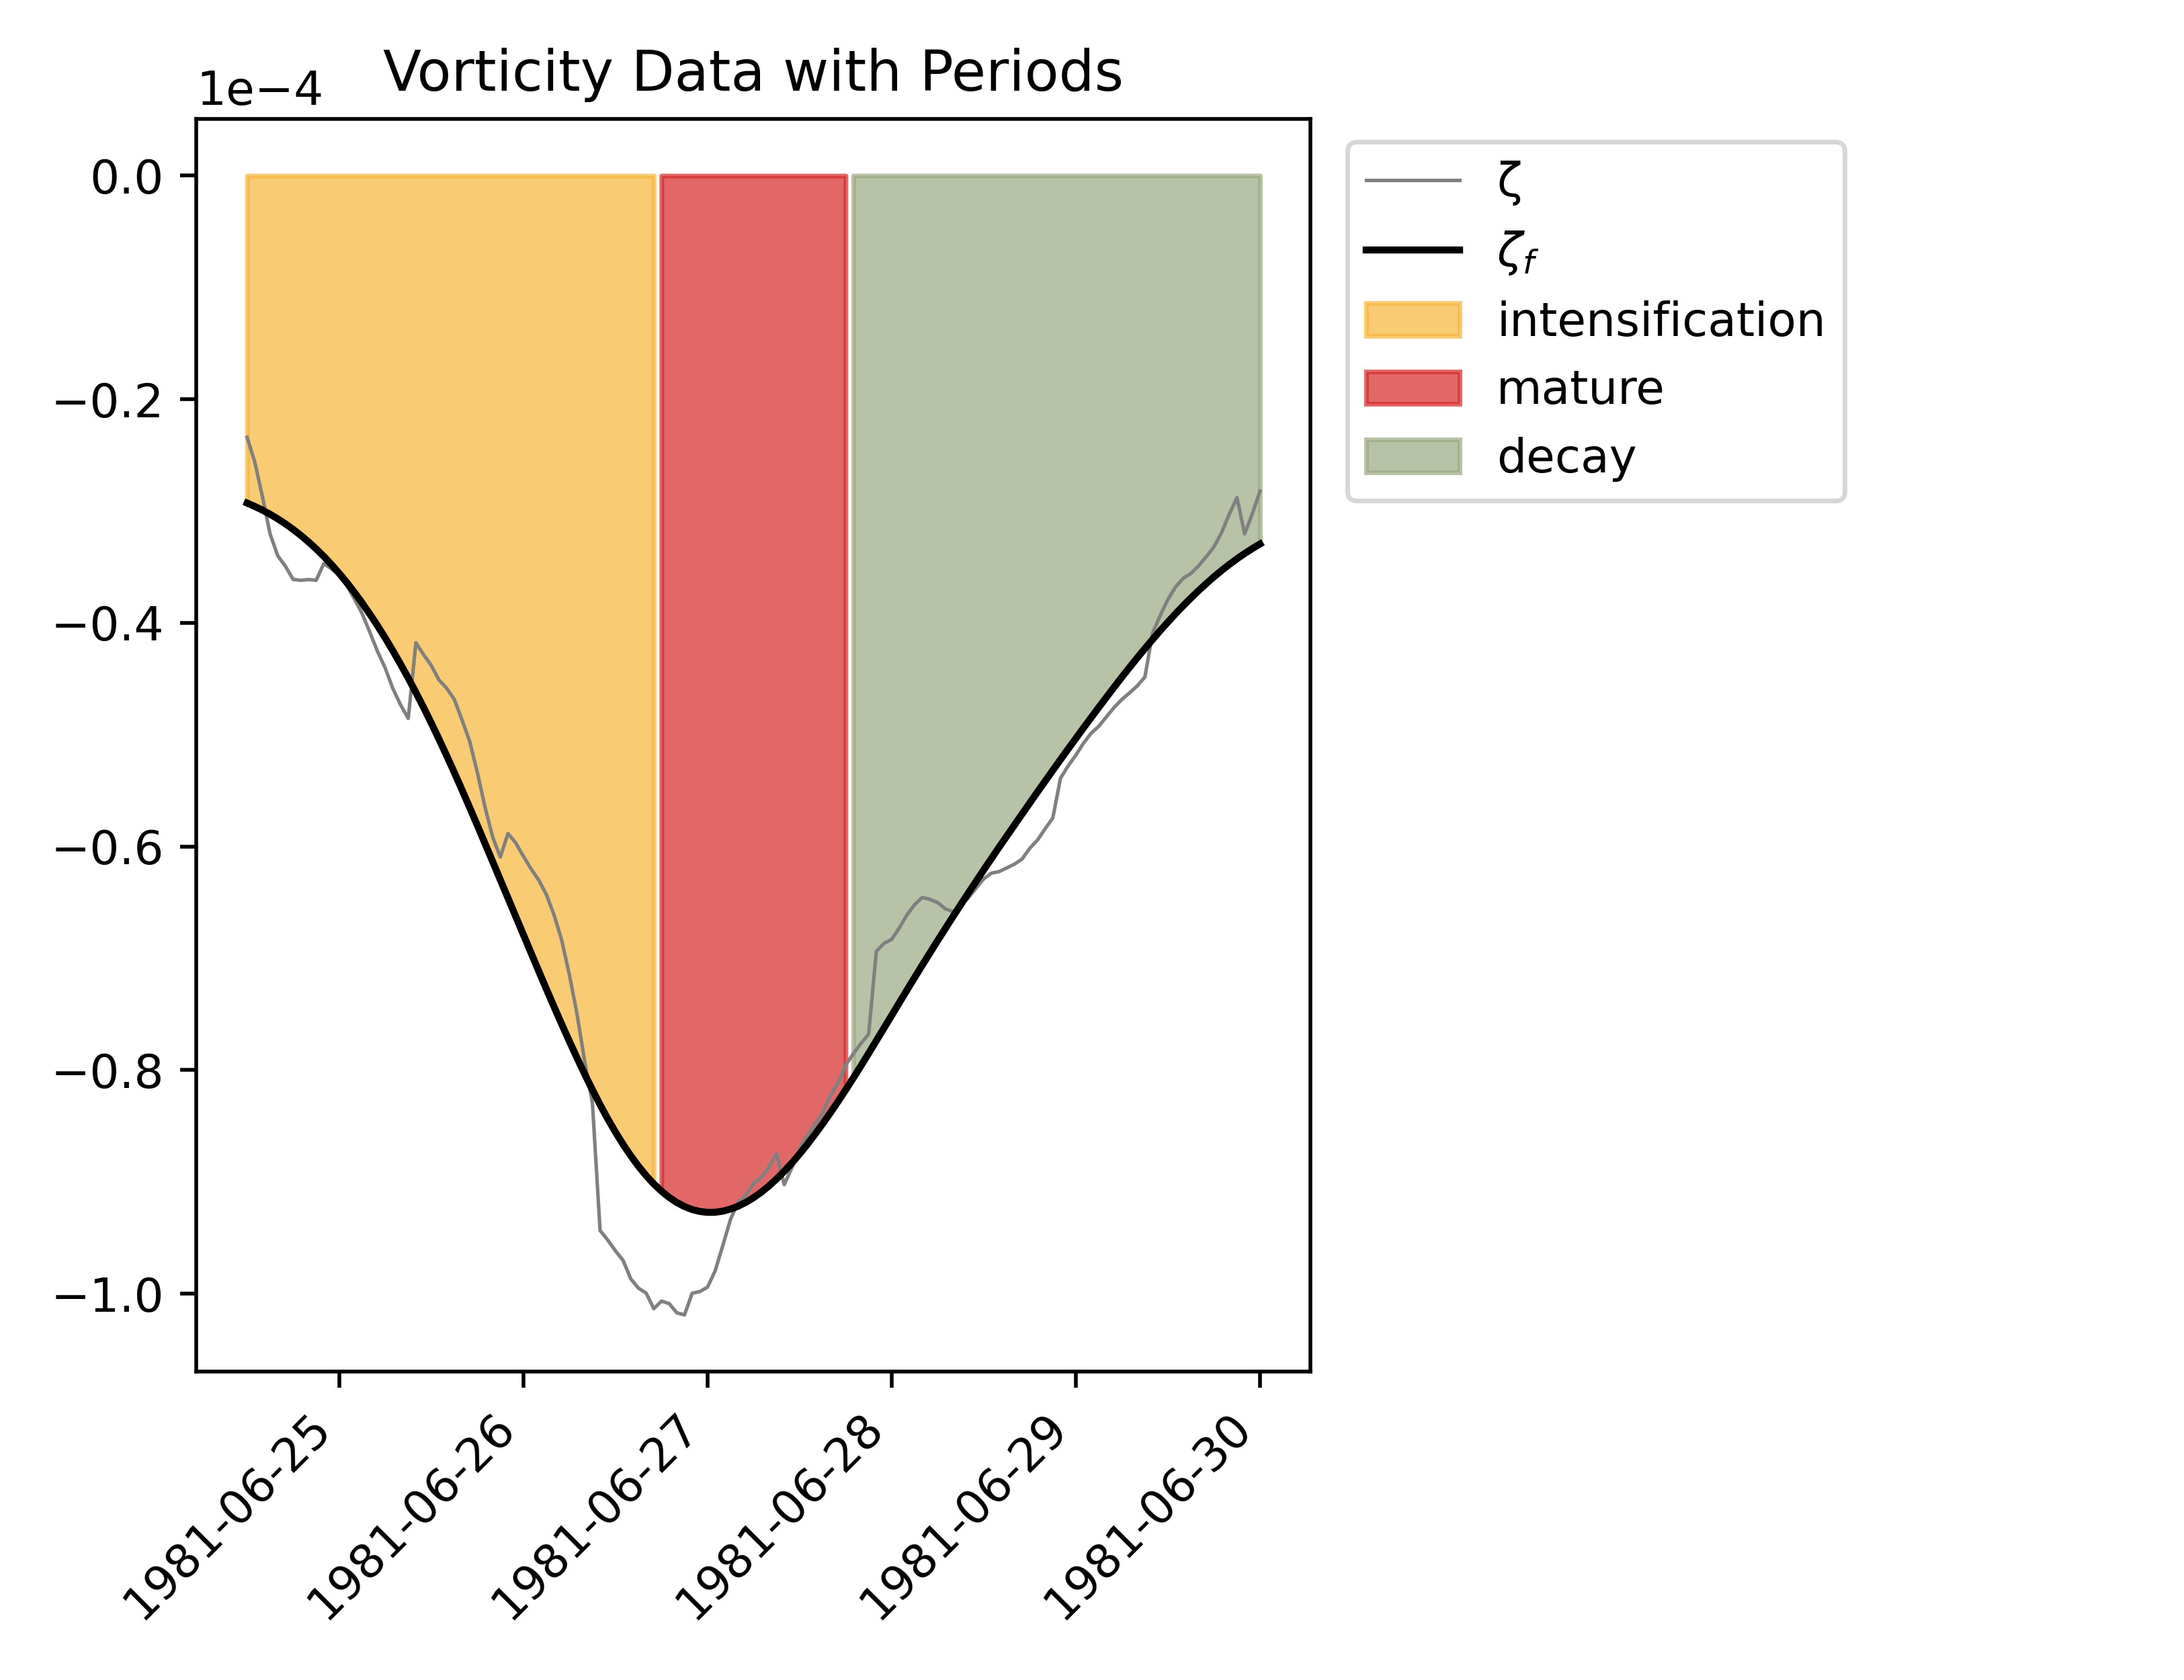 Vorticity Data with Periods
1e−4
0.0
−0.2
−0.4
−0.6
−0.8
−1.0
1981-06-25
1981-06-26
1981-06-27
1981-06-28
1981-06-29
1981-06-30
ζ
ζf
intensification
mature
decay